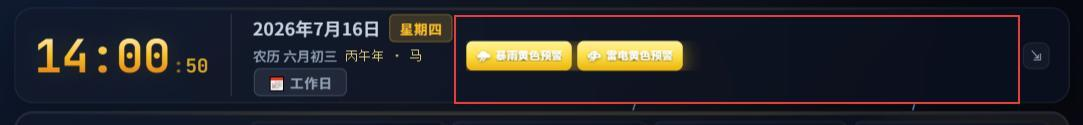 14:00:50
2026年7月16日 星期四
农历 六月初三 丙午年 · 马
工作日
暴雨黄色预警 雷电黄色预警